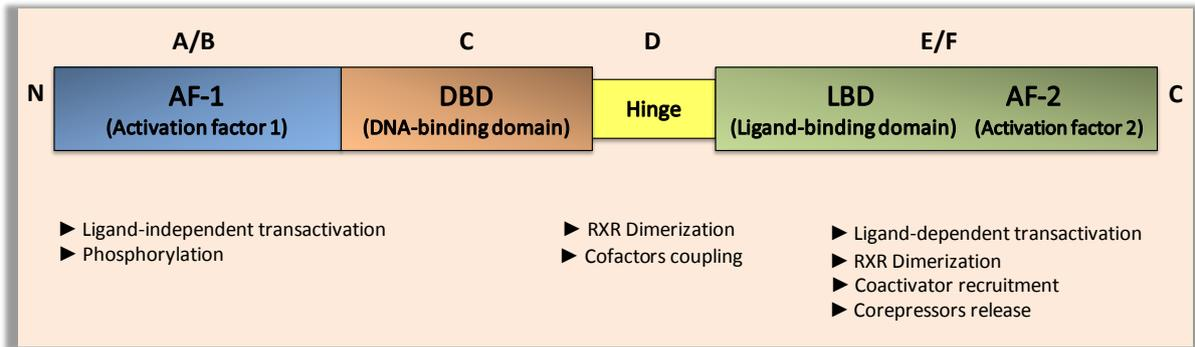 A/B C D E/F
N AF-1 DBD Hinge LBD AF-2 C
(Activation factor 1) (DNA-binding domain) (Ligand-binding domain) (Activation factor 2)
► Ligand-independent transactivation
► Phosphorylation
► RXR Dimerization
► Cofactors coupling
► Ligand-dependent transactivation
► RXR Dimerization
► Coactivator recruitment
► Corepressors release